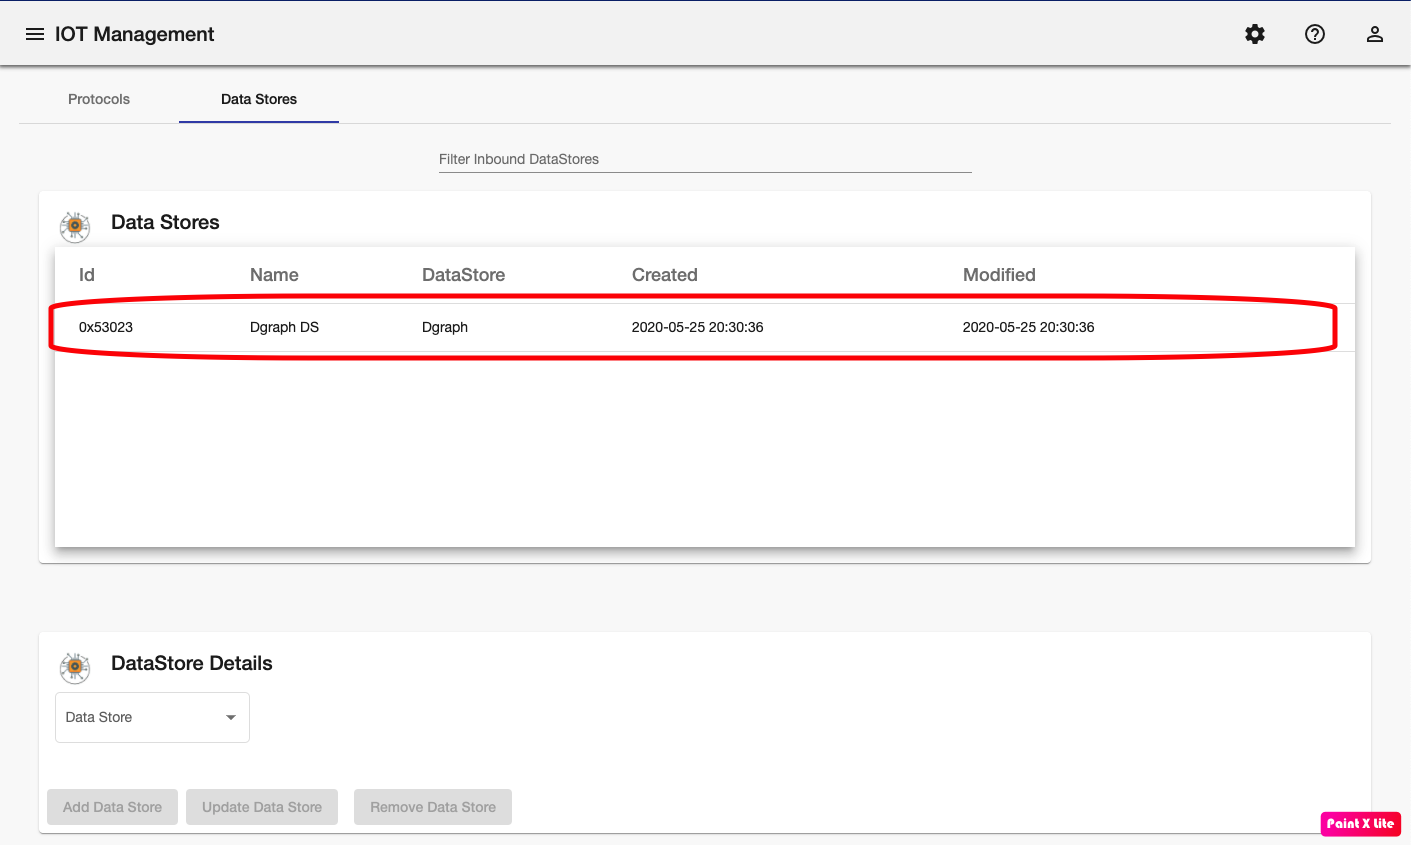 IOT Management
Protocols Data Stores
Filter Inbound DataStores
Data Stores
Id Name DataStore Created Modified
0x53023 Dgraph DS Dgraph 2020-05-25 20:30:36 2020-05-25 20:30:36
DataStore Details
Data Store
Add Data Store Update Data Store Remove Data Store
Paint X Lite